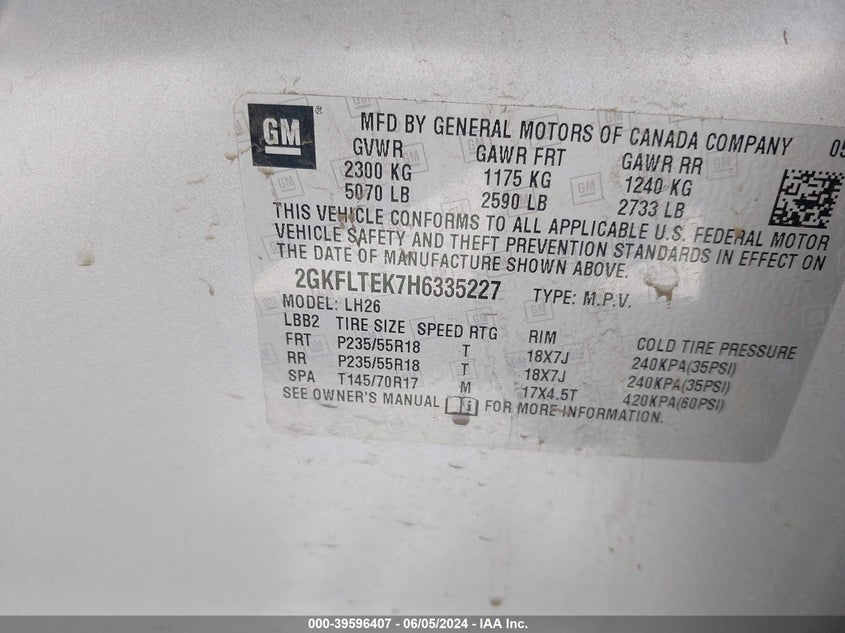 GM ®
MFD BY GENERAL MOTORS OF CANADA COMPANY 05
GVWR GAWR FRT GAWR RR
2300 KG 1175 KG 1240 KG
5070 LB 2590 LB 2733 LB
THIS VEHICLE CONFORMS TO ALL APPLICABLE U.S. FEDERAL MOTOR
VEHICLE SAFETY AND THEFT PREVENTION STANDARDS IN EFFECT ON
THE DATE OF MANUFACTURE SHOWN ABOVE.
2GKFLTEK7H6335227 TYPE: M.P.V.
MODEL: LH26
LBB2 TIRE SIZE SPEED RTG RIM COLD TIRE PRESSURE
FRT P235/55R18 T 18X7J 240KPA(35PSI)
RR P235/55R18 T 18X7J 240KPA(35PSI)
SPA T145/70R17 M 17X4.5T 420KPA(60PSI)
SEE OWNER'S MANUAL FOR MORE INFORMATION.
000-39596407 - 06/05/2024 - IAA Inc.